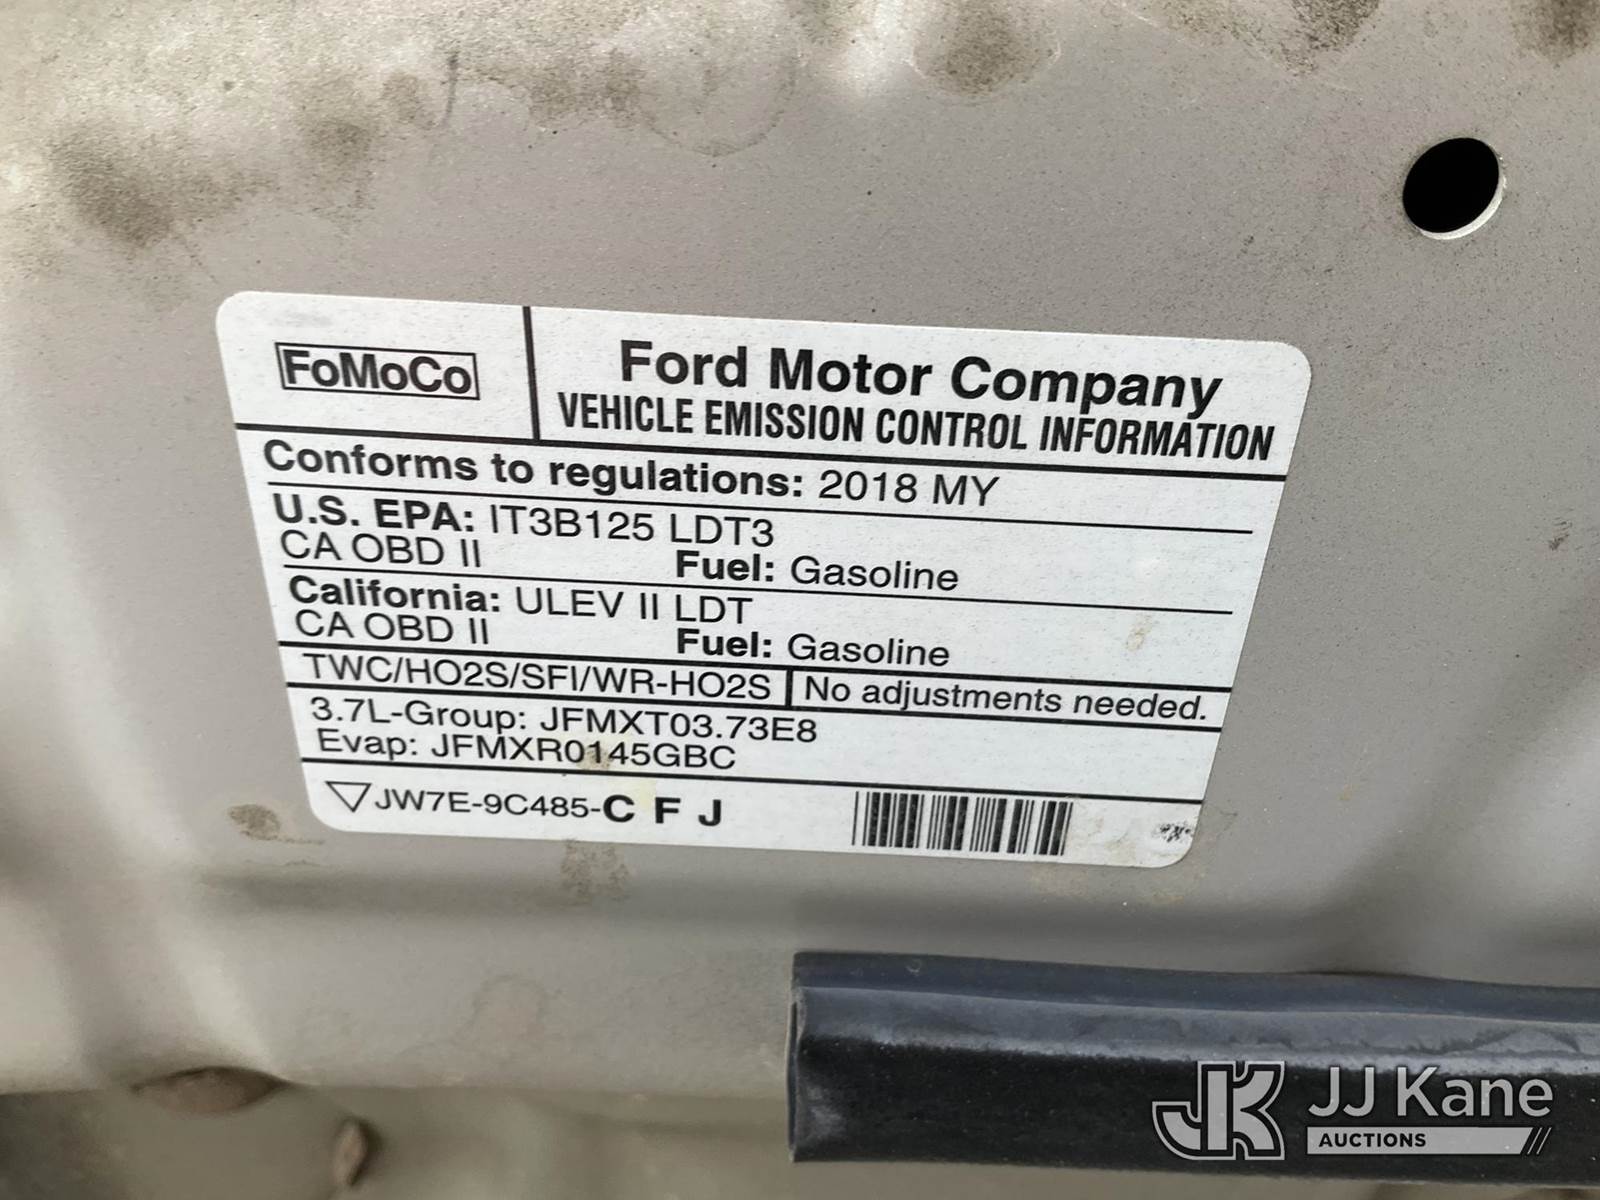 FoMoCo
Ford Motor Company
VEHICLE EMISSION CONTROL INFORMATION
Conforms to regulations: 2018 MY
U.S. EPA: IT3B125 LDT3
CA OBD II Fuel: Gasoline
California: ULEV II LDT
CA OBD II Fuel: Gasoline
TWC/HO2S/SFI/WR-HO2S No adjustments needed.
3.7L-Group: JFMXT03.73E8
Evap: JFMXR0145GBC
JW7E-9C485-C F J
JK JJ Kane
AUCTIONS